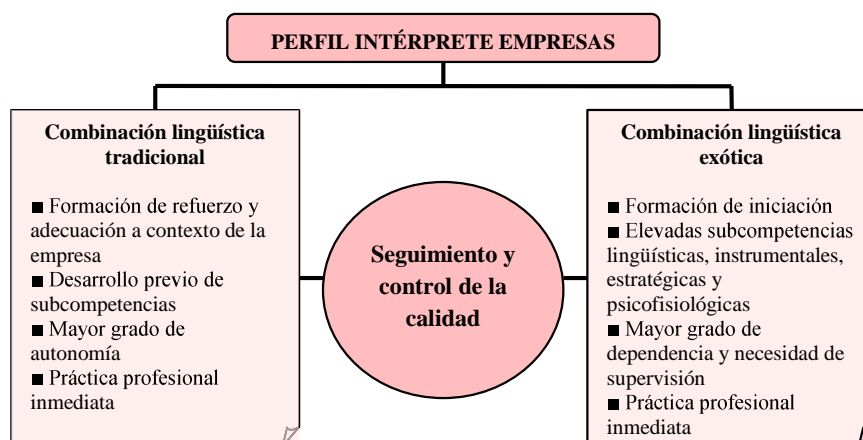 PERFIL INTÉRPRETE EMPRESAS
Combinación lingüística
tradicional
■ Formación de refuerzo y
adecuación a contexto de la
empresa
■ Desarrollo previo de
subcompetencias
■ Mayor grado de
autonomía
■ Práctica profesional
inmediata
Seguimiento y
control de la
calidad
Combinación lingüística
exótica
■ Formación de iniciación
■ Elevadas subcompetencias
lingüísticas, instrumentales,
estratégicas y
psicofisiológicas
■ Mayor grado de
dependencia y necesidad de
supervisión
■ Práctica profesional
inmediata